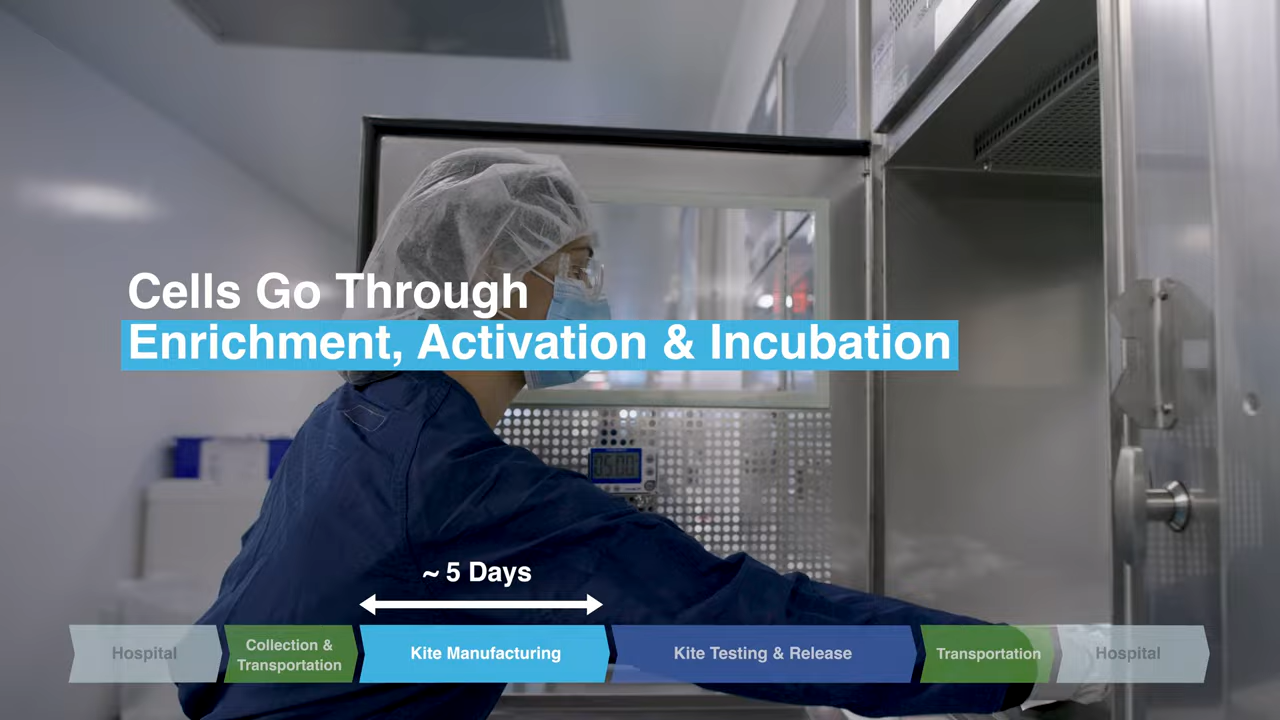 Cells Go Through
Enrichment, Activation & Incubation
~ 5 Days
Hospital
Collection &
Transportation
Kite Manufacturing
Kite Testing & Release
Transportation
Hospital